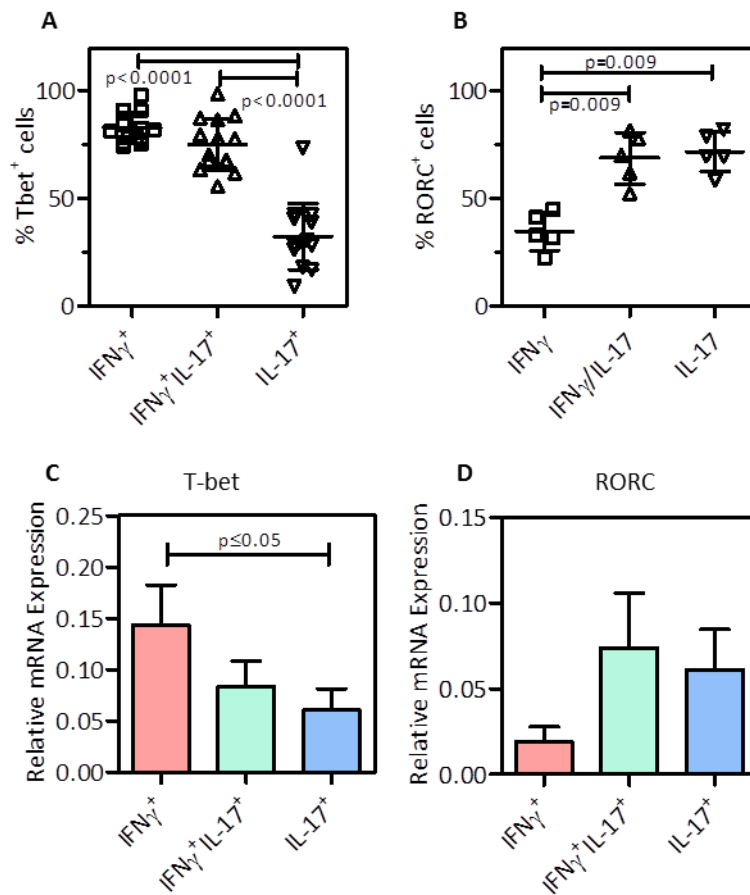 A
p<0.0001
p<0.0001
% Tbet⁺ cells
100
50
0
IFNγ⁺
IFNγ⁺IL-17⁺
IL-17⁺
B
p=0.009
p=0.009
% RORC⁺ cells
100
50
0
IFNγ
IFNγ/IL-17
IL-17
C
T-bet
Relative mRNA Expression
0.25
0.20
0.15
0.10
0.05
0.00
p≤0.05
IFNγ⁺
IFNγ⁺IL-17⁺
IL-17⁺
D
RORC
Relative mRNA Expression
0.15
0.10
0.05
0.00
IFNγ⁺
IFNγ⁺IL-17⁺
IL-17⁺